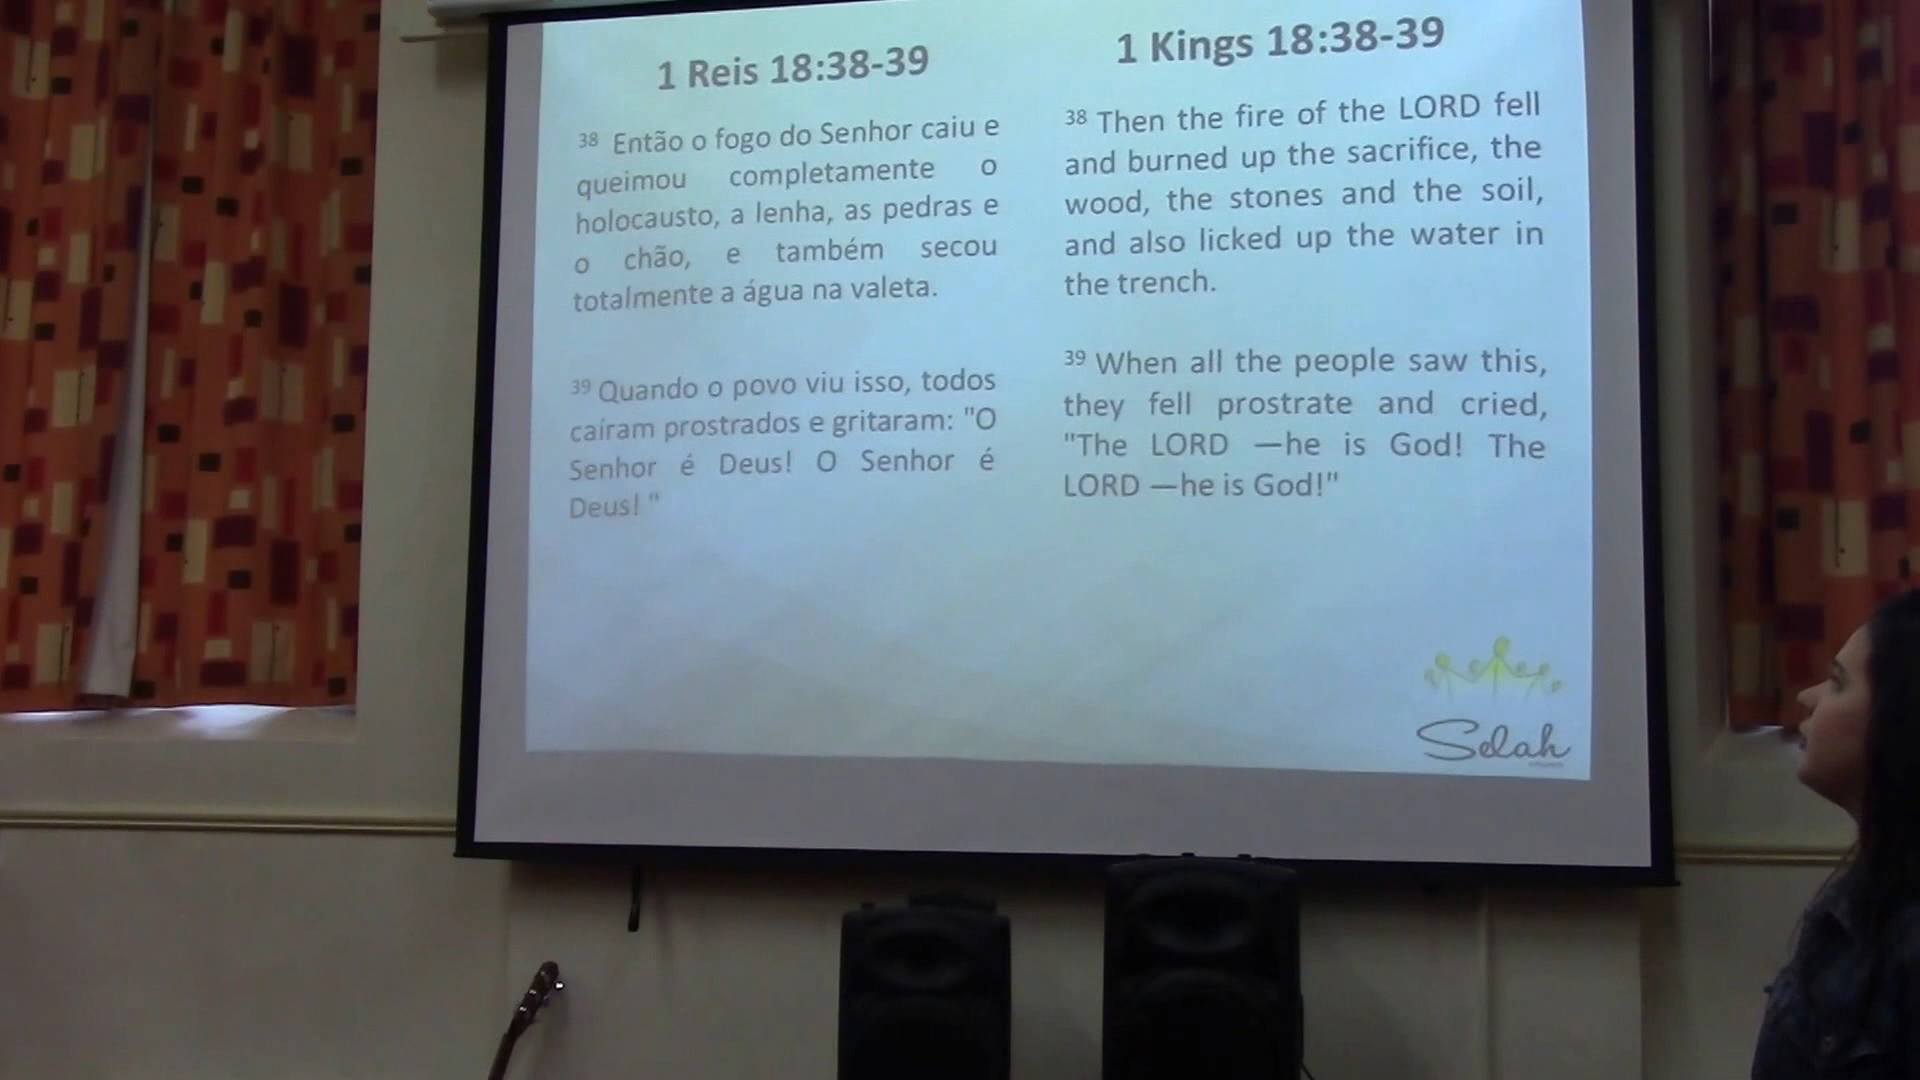 1 Reis 18:38-39
38 Então o fogo do Senhor caiu e
queimou completamente o
holocausto, a lenha, as pedras e
o chão, e também secou
totalmente a água na valeta.
39 Quando o povo viu isso, todos
caíram prostrados e gritaram: "O
Senhor é Deus! O Senhor é
Deus! "
1 Kings 18:38-39
38 Then the fire of the LORD fell
and burned up the sacrifice, the
wood, the stones and the soil,
and also licked up the water in
the trench.
39 When all the people saw this,
they fell prostrate and cried,
"The LORD —he is God! The
LORD —he is God!"
Selah